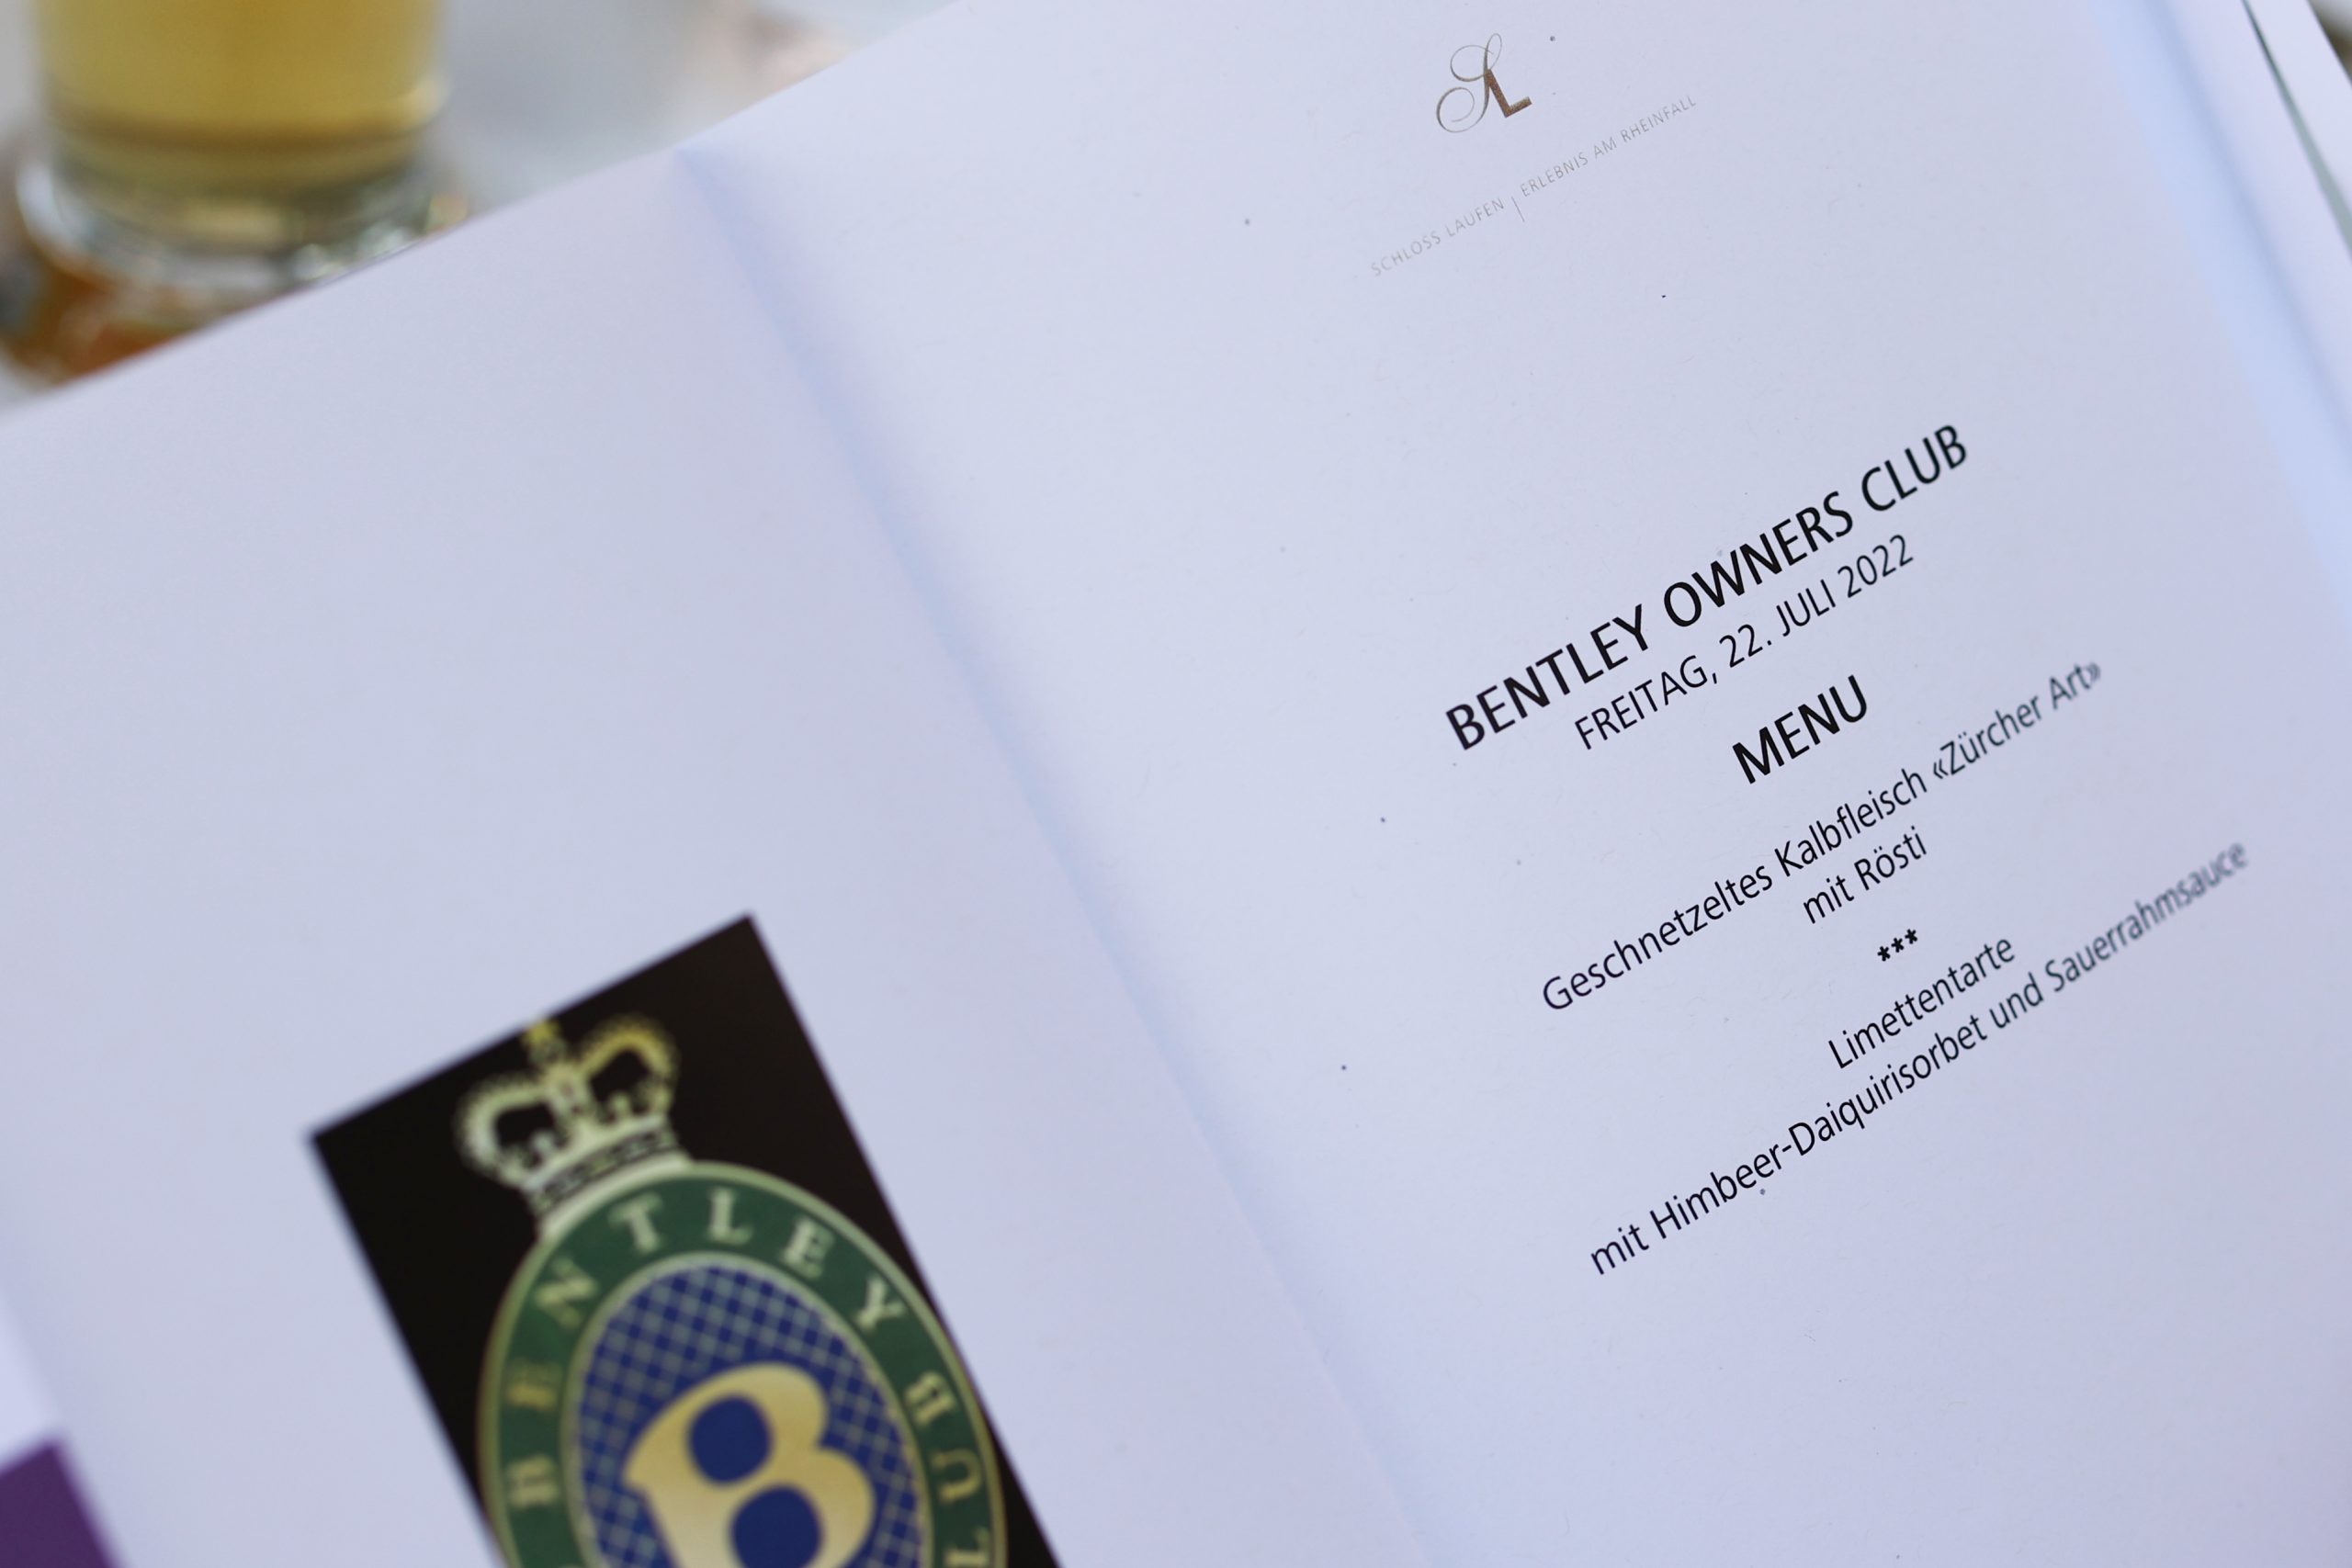 SL
SCHLOSS LAUFEN | ERLEBNIS AM RHEINFALL
BENTLEY OWNERS CLUB
FREITAG, 22. JULI 2022
MENU
Geschnetzeltes Kalbfleisch «Zürcher Art»
mit Rösti
***
Limettentarte
mit Himbeer-Daiquirisorbet und Sauerrahmsauce
BENTLEY
B